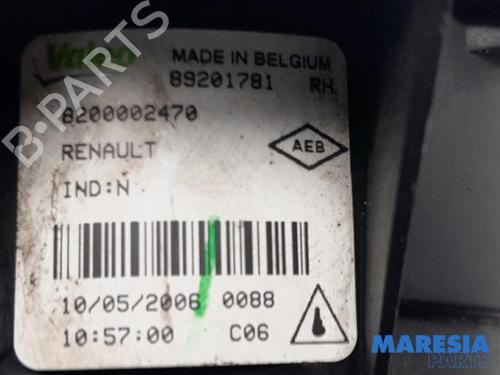 Valeo
MADE IN BELGIUM
89201781 RH
8200002470
RENAULT
AEB
IND:N
10/05/2006 0088
10:57:00 C06
B-PARTS
MARESIA
PARTS